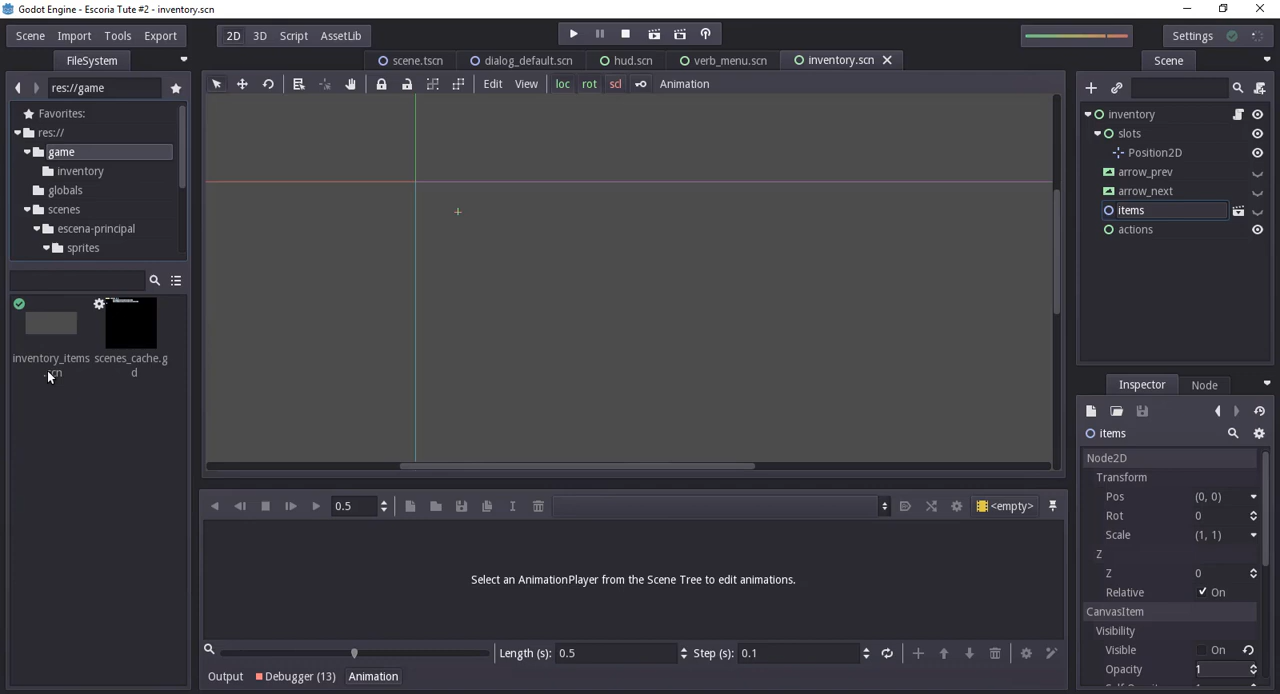 Godot Engine - Escoria Tute #2 - inventory.scn
Scene Import Tools Export
2D 3D Script AssetLib
Settings
FileSystem
res://game
Favorites:
res://
game
inventory
globals
scenes
escena-principal
sprites
inventory_items
.scn
scenes_cache.g
d
scene.tscn dialog_default.scn hud.scn verb_menu.scn inventory.scn
Edit View loc rot scl Animation
0.5
<empty>
Select an AnimationPlayer from the Scene Tree to edit animations.
Length (s): 0.5 Step (s): 0.1
Output Debugger (13) Animation
Scene
inventory
slots
Position2D
arrow_prev
arrow_next
items
actions
Inspector Node
items
Node2D
Transform
Pos (0, 0)
Rot 0
Scale (1, 1)
Z
Z 0
Relative On
CanvasItem
Visibility
Visible On
Opacity 1